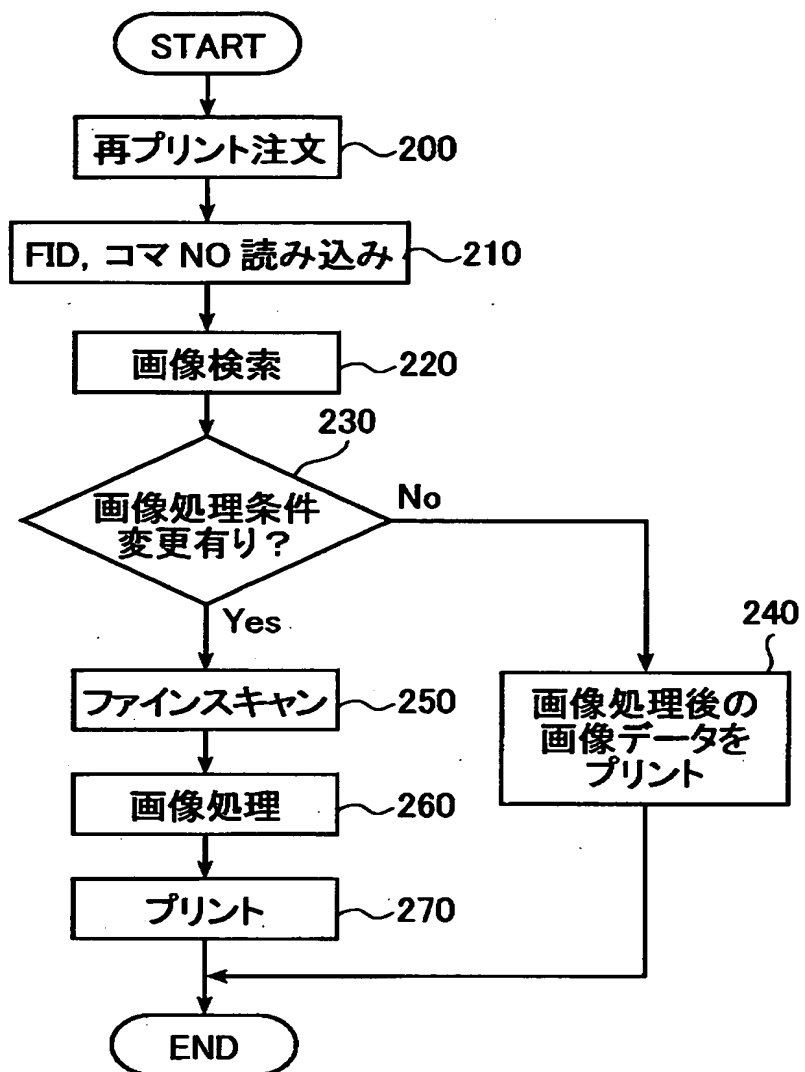 START
再プリント注文
200
FID, コマ NO 読み込み
210
画像検索
220
230
画像処理条件
変更有り?
No
Yes
240
画像処理後の
画像データを
プリント
ファインスキャン
250
画像処理
260
プリント
270
END